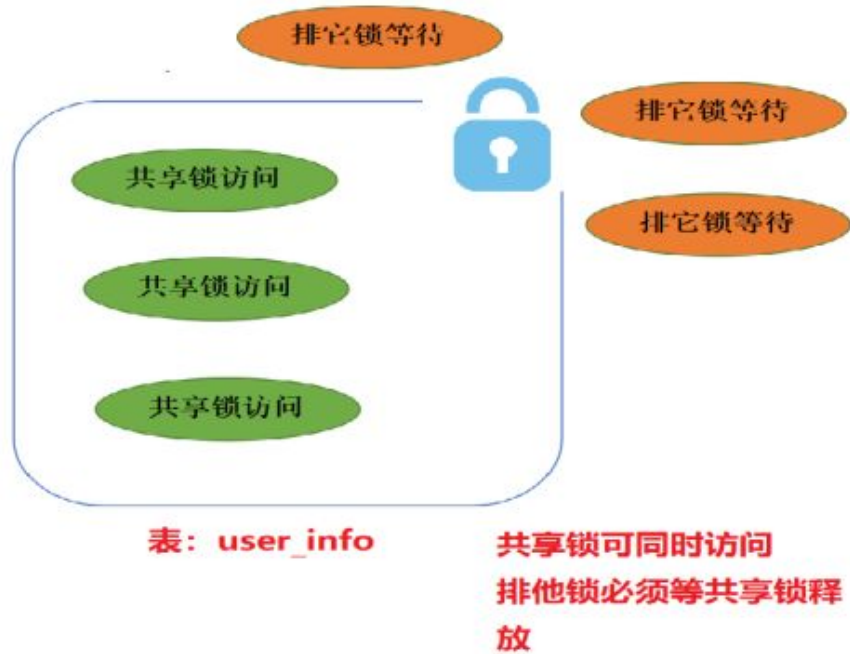 排它锁等待
排它锁等待
共享锁访问
排它锁等待
共享锁访问
共享锁访问
表：user_info
共享锁可同时访问
排他锁必须等共享锁释
放